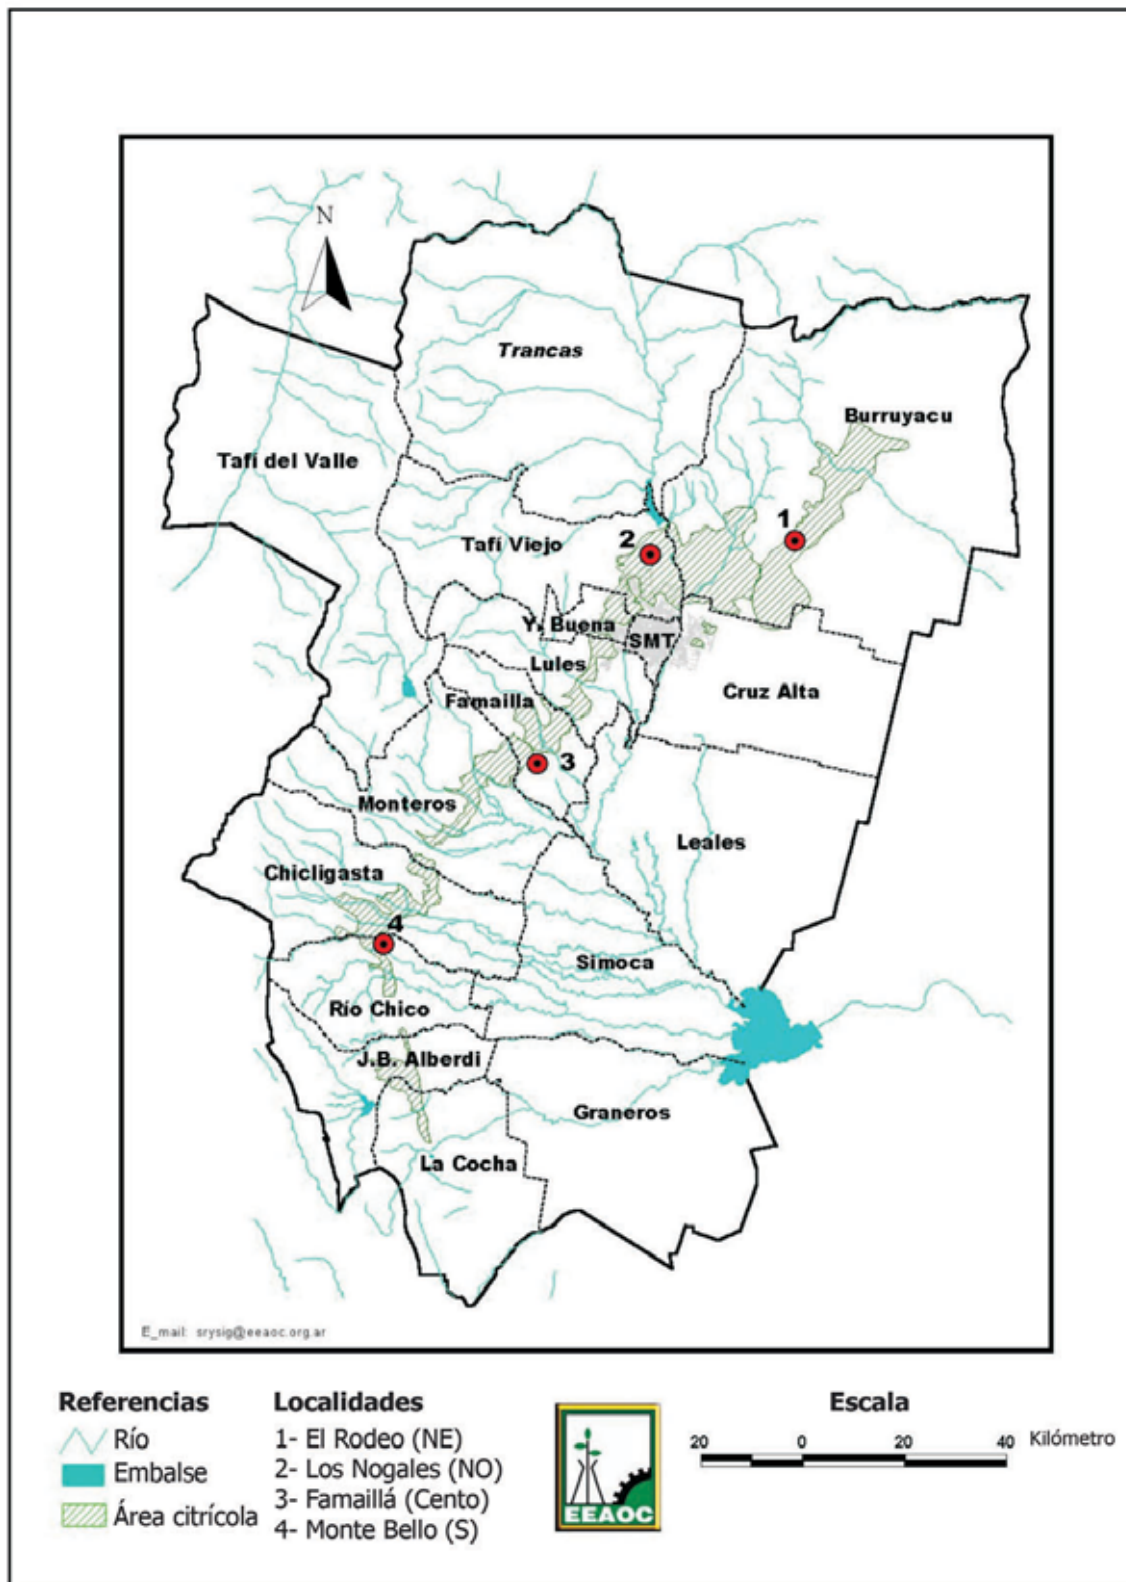 N
Trancas
Burruyacu
Tafí del Valle
1
2
Tafí Viejo
Y. Buena
SMT
Lules
Cruz Alta
Famailla
3
Monteros
Leales
Chicligasta
4
Simoca
Río Chico
J.B. Alberdi
Graneros
La Cocha
E_mail: srysig@eeaoc.org.ar
Referencias
Río
Embalse
Área citrícola
Localidades
1- El Rodeo (NE)
2- Los Nogales (NO)
3- Famaillá (Cento)
4- Monte Bello (S)
EEAOC
Escala
20 0 20 40 Kilómetro